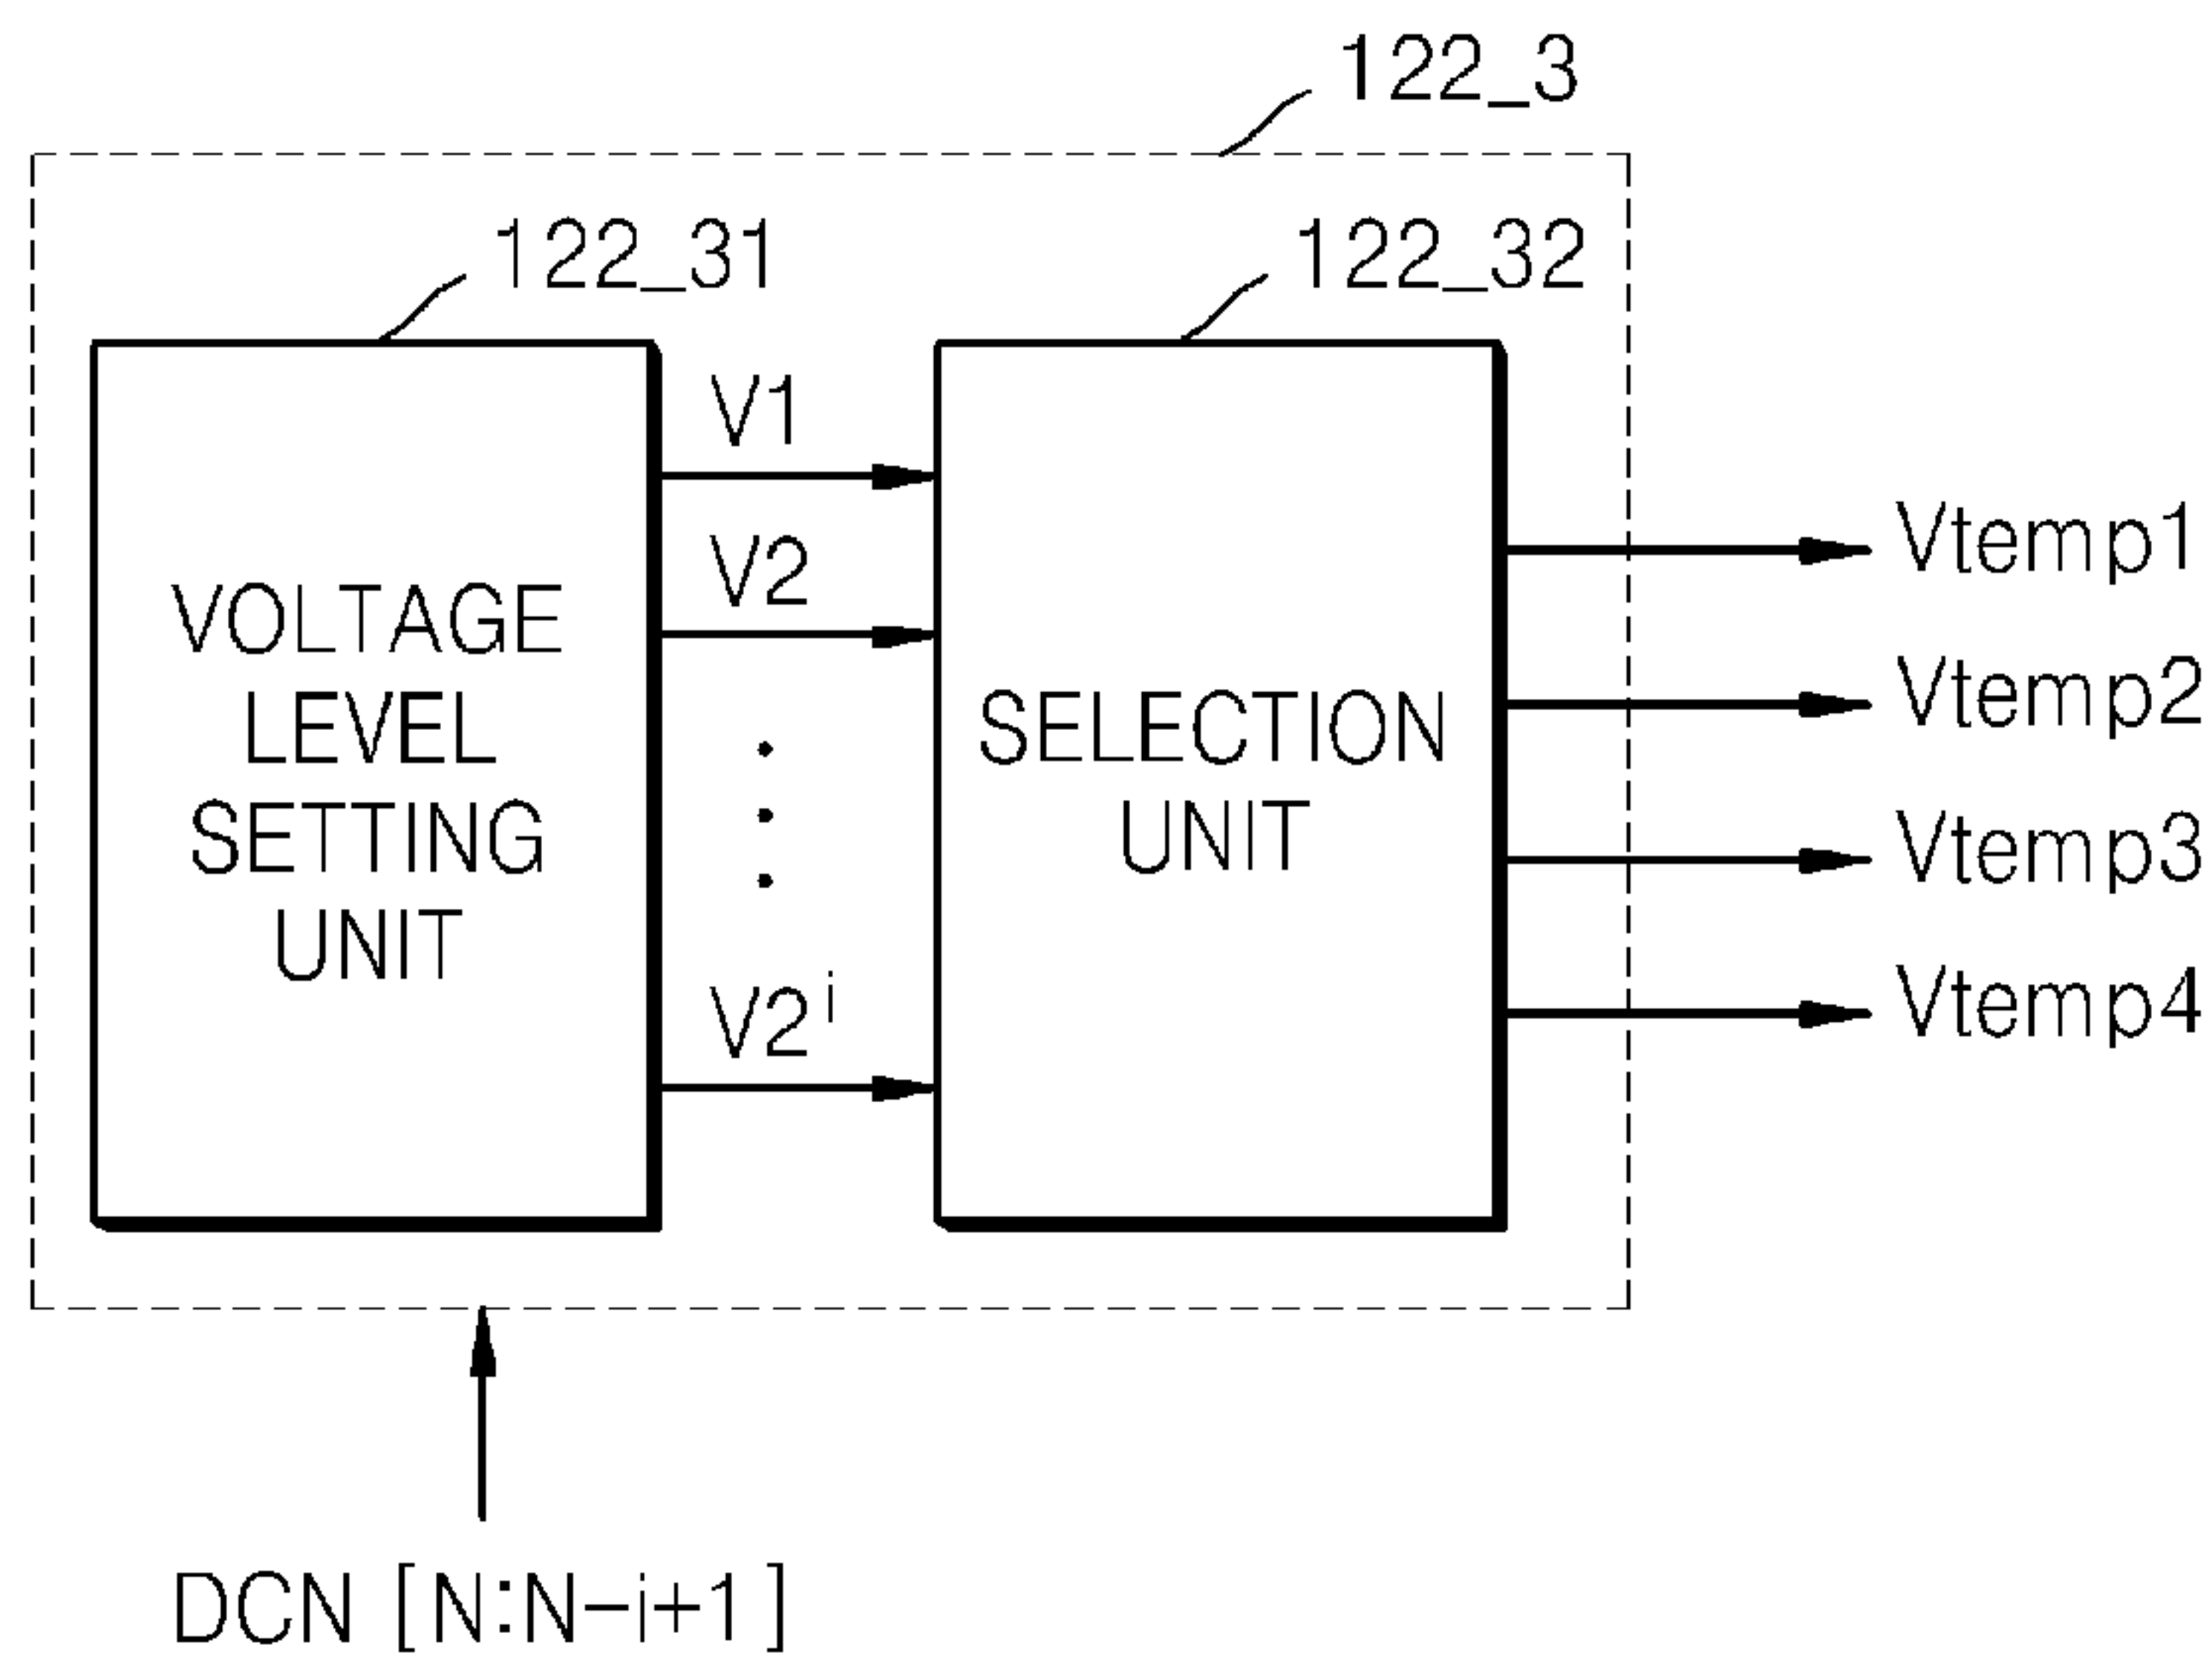 122_3
122_31
122_32
V1
V2
V2^i
VOLTAGE
LEVEL
SETTING
UNIT
SELECTION
UNIT
Vtemp1
Vtemp2
Vtemp3
Vtemp4
DCN [N:N-i+1]